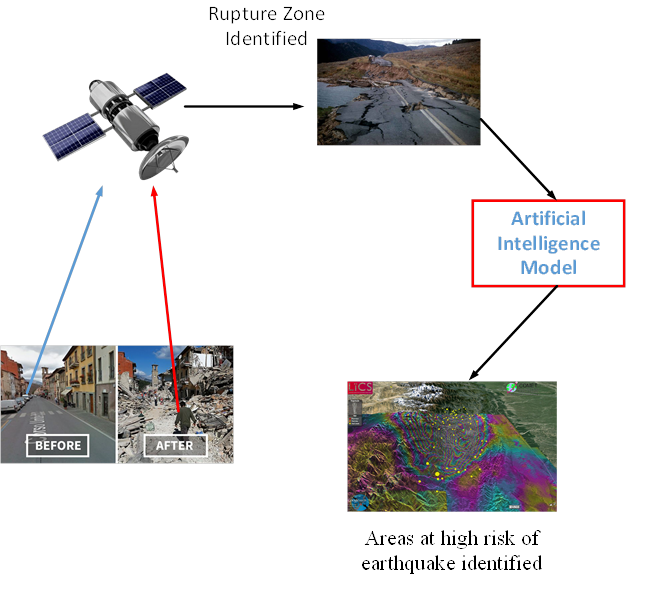 Rupture Zone
Identified
Artificial
Intelligence
Model
BEFORE
AFTER
LiCS
Areas at high risk of
earthquake identified